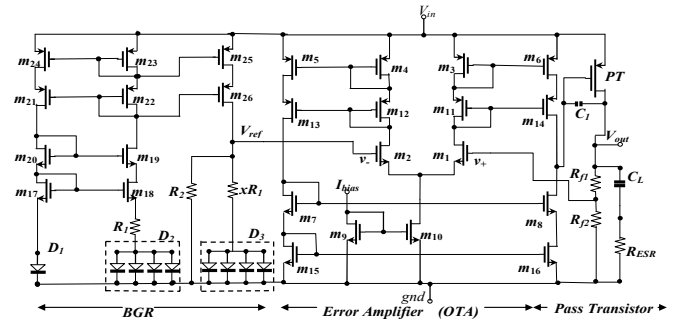 Vin
m24
m23
m25
m5
m4
m3
m6
PT
m21
m22
m26
m13
m12
m11
m14
C1
Vout
Vref
m20
m19
v-
m2
m1
v+
Rf1
CL
m17
m18
R2
xR1
Ibias
m7
m8
Rf2
R1
D1
D2
D3
m9
m10
m15
m16
RESR
gnd
BGR
Error Amplifier (OTA)
Pass Transistor